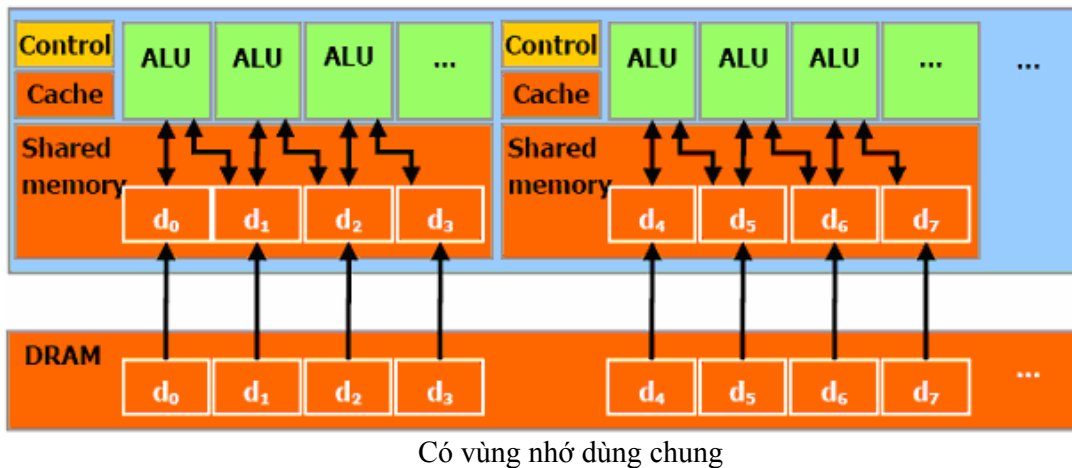 Control ALU ALU ALU ... Control ALU ALU ALU ... ...
Cache Cache
Shared memory Shared memory
d₀ d₁ d₂ d₃ d₄ d₅ d₆ d₇
DRAM ...
d₀ d₁ d₂ d₃ d₄ d₅ d₆ d₇
Có vùng nhớ dùng chung